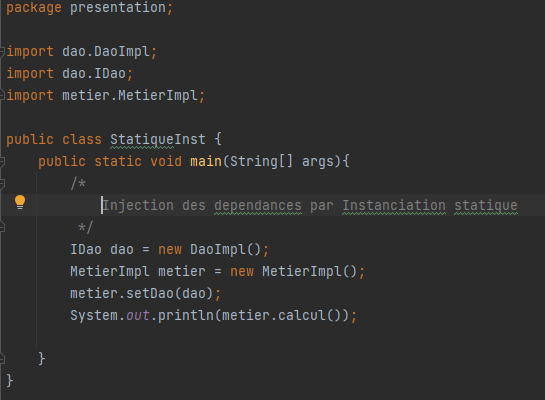 package presentation;
import dao.DaoImpl;
import dao.IDao;
import metier.MetierImpl;
public class StatiqueInst {
public static void main(String[] args){
/*
Injection des dependances par Instanciation statique
*/
IDao dao = new DaoImpl();
MetierImpl metier = new MetierImpl();
metier.setDao(dao);
System.out.println(metier.calcul());
}
}